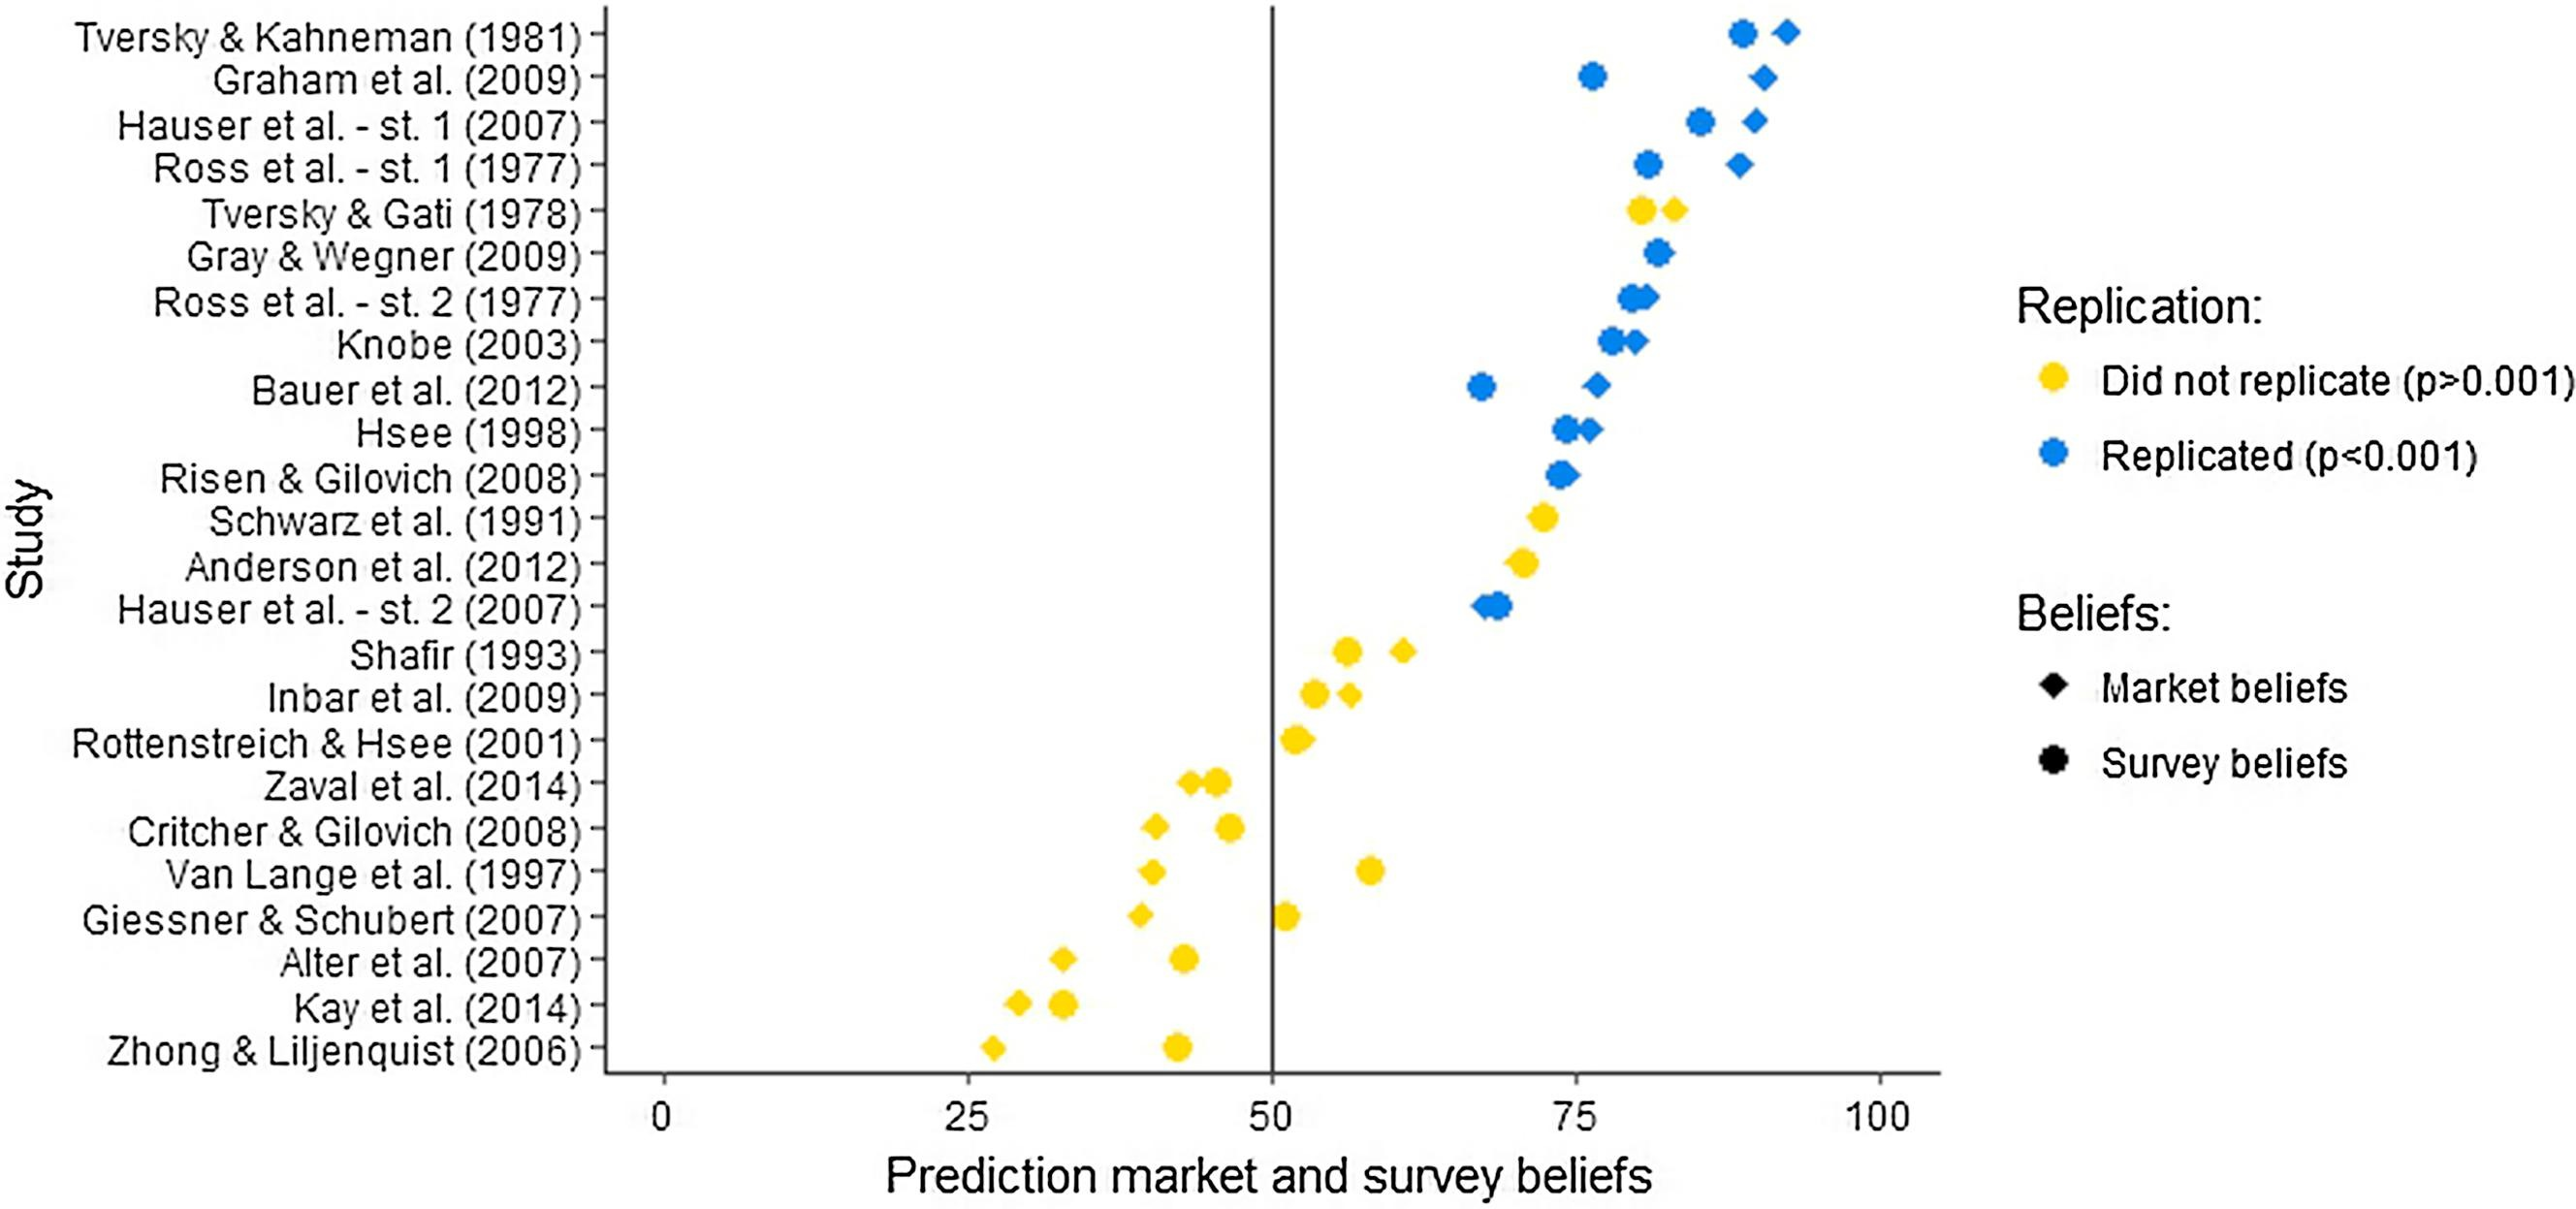 Tversky & Kahneman (1981)
Graham et al. (2009)
Hauser et al. - st. 1 (2007)
Ross et al. - st. 1 (1977)
Tversky & Gati (1978)
Gray & Wegner (2009)
Ross et al. - st. 2 (1977)
Knobe (2003)
Bauer et al. (2012)
Hsee (1998)
Risen & Gilovich (2008)
Schwarz et al. (1991)
Anderson et al. (2012)
Hauser et al. - st. 2 (2007)
Shafir (1993)
Inbar et al. (2009)
Rottenstreich & Hsee (2001)
Zaval et al. (2014)
Critcher & Gilovich (2008)
Van Lange et al. (1997)
Giessner & Schubert (2007)
Alter et al. (2007)
Kay et al. (2014)
Zhong & Liljenquist (2006)
Study
0 25 50 75 100
Prediction market and survey beliefs
Replication:
Did not replicate (p>0.001)
Replicated (p<0.001)
Beliefs:
Market beliefs
Survey beliefs